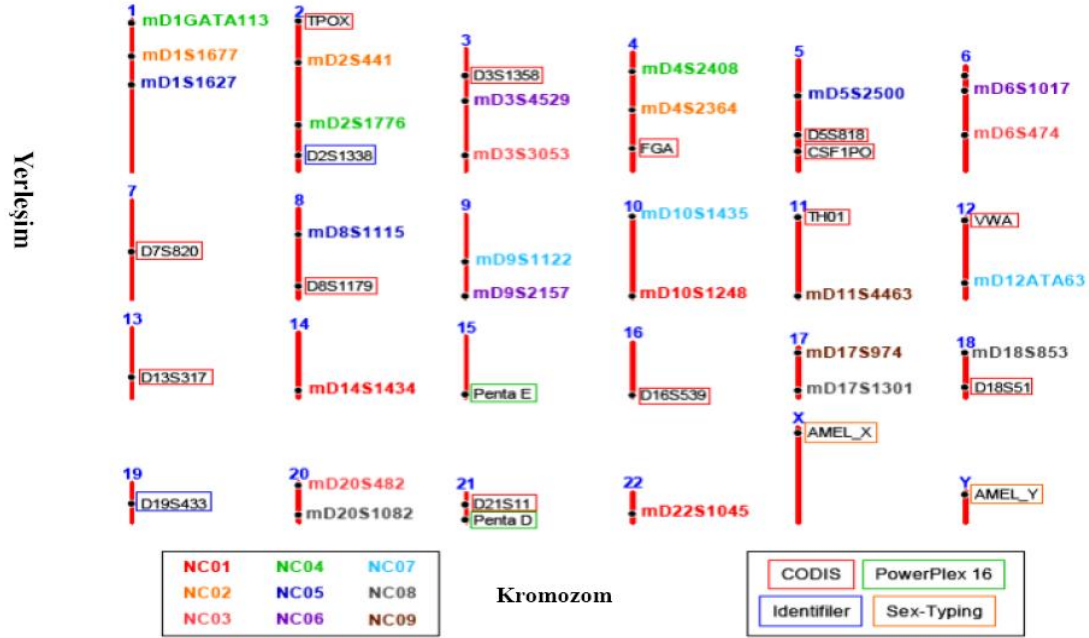 Yerleşim
1
mD1GATA113
mD1S1677
mD1S1627
2
TPOX
mD2S441
mD2S1776
D2S1338
3
D3S1358
mD3S4529
mD3S3053
4
mD4S2408
mD4S2364
FGA
5
mD5S2500
D5S818
CSF1PO
6
mD6S1017
mD6S474
7
D7S820
8
mD8S1115
D8S1179
9
mD9S1122
mD9S2157
10
mD10S1435
mD10S1248
11
TH01
mD11S4463
12
VWA
mD12ATA63
13
D13S317
14
mD14S1434
15
Penta E
16
D16S539
17
mD17S974
mD17S1301
18
mD18S853
D18S51
19
D19S433
20
mD20S482
mD20S1082
21
D21S11
Penta D
22
mD22S1045
X
AMEL_X
Y
AMEL_Y
NC01 NC04 NC07
NC02 NC05 NC08
NC03 NC06 NC09
Kromozom
CODIS PowerPlex 16
Identifiler Sex-Typing